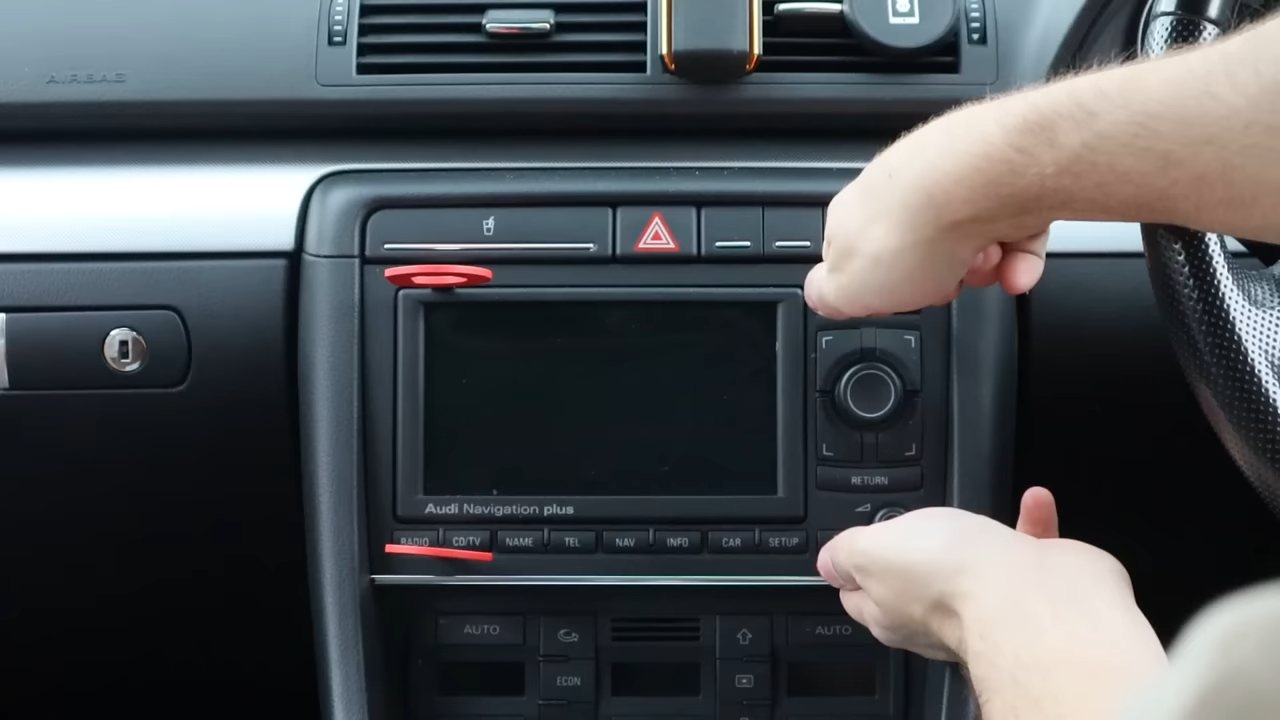 AIRBAG
RETURN
Audi Navigation plus
RADIO CD/TV NAME TEL NAV INFO CAR SETUP
AUTO AUTO
ECON